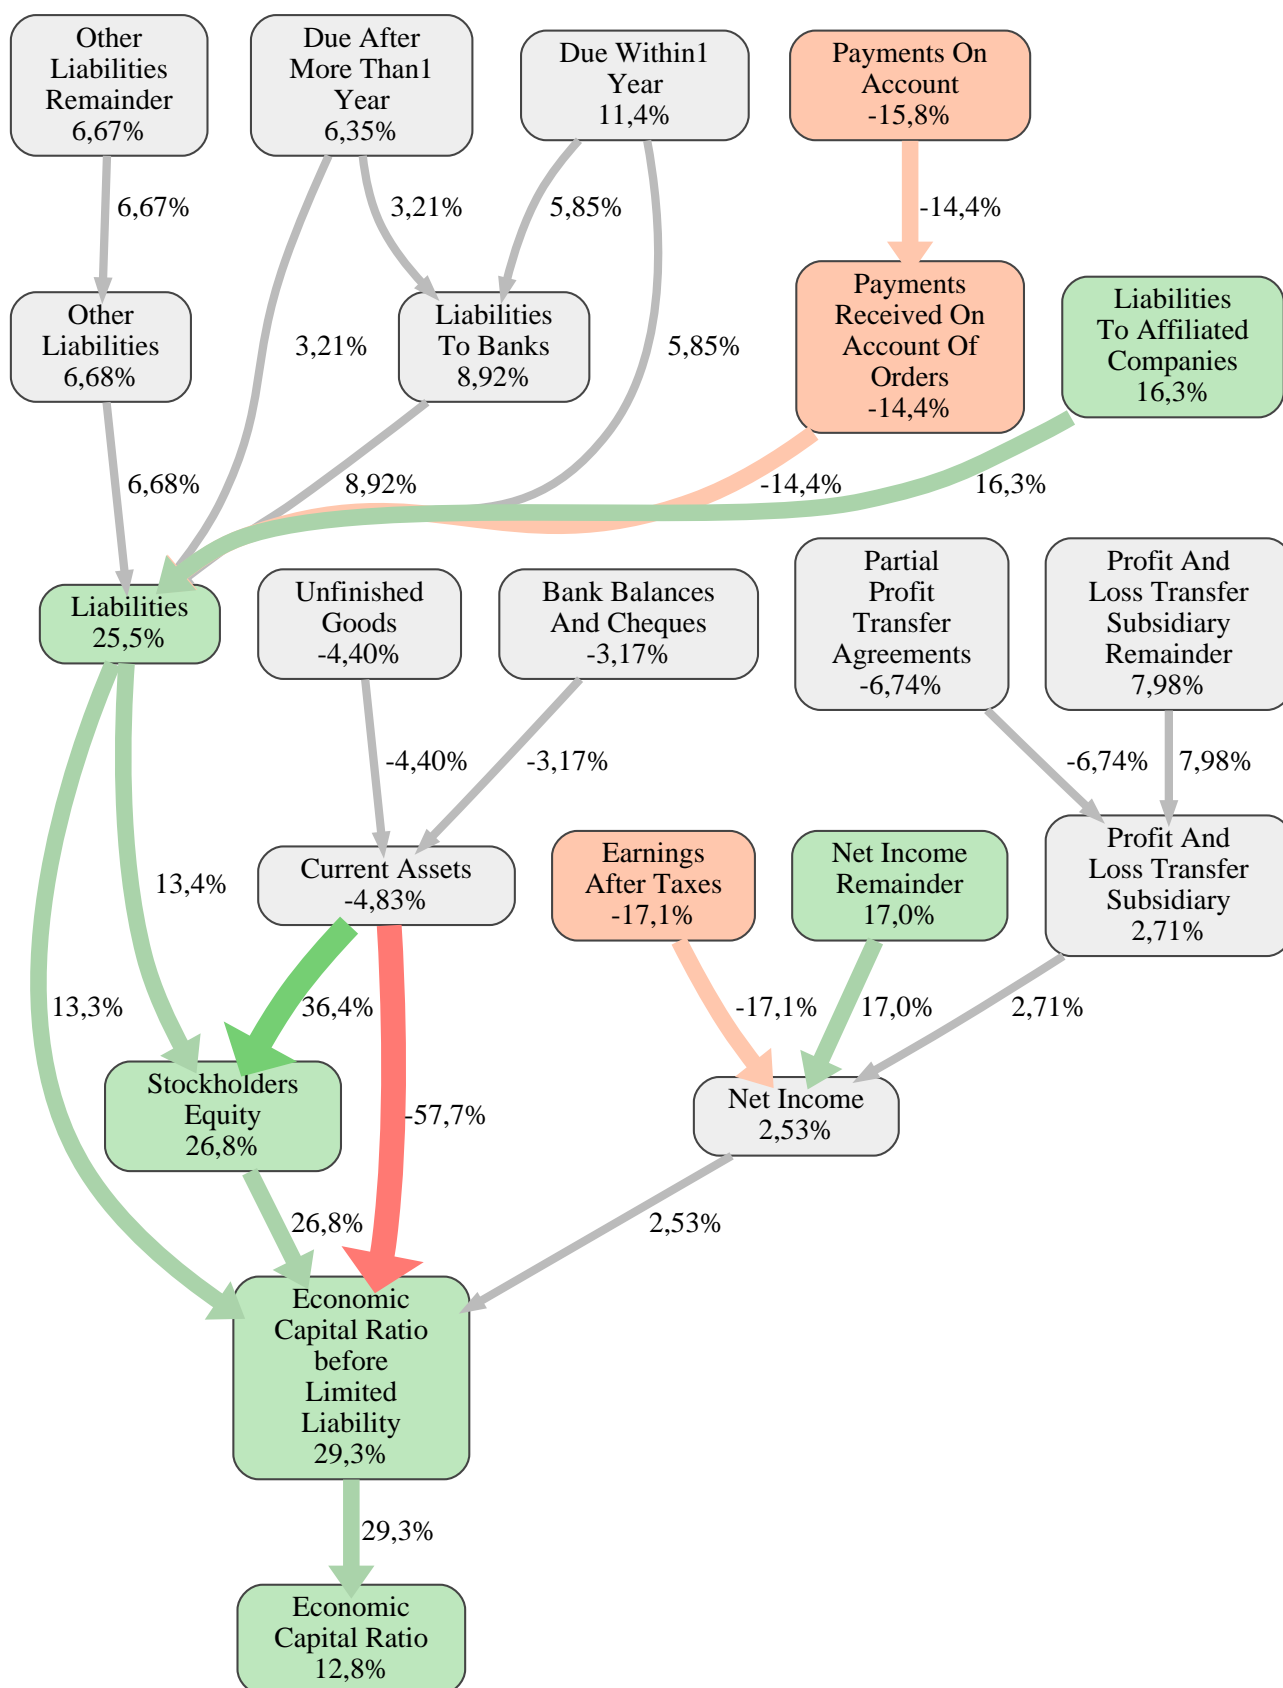 Other
Liabilities
Remainder
6,67%
Due After
More Than1
Year
6,35%
Due Within1
Year
11,4%
Payments On
Account
-15,8%
6,67%
3,21%
5,85%
-14,4%
Other
Liabilities
6,68%
3,21%
Liabilities
To Banks
8,92%
5,85%
Payments
Received On
Account Of
Orders
-14,4%
Liabilities
To Affiliated
Companies
16,3%
6,68%
8,92%
-14,4%
16,3%
Liabilities
25,5%
Unfinished
Goods
-4,40%
Bank Balances
And Cheques
-3,17%
Partial
Profit
Transfer
Agreements
-6,74%
Profit And
Loss Transfer
Subsidiary
Remainder
7,98%
-4,40%
-3,17%
-6,74%
7,98%
13,4%
Current Assets
-4,83%
Earnings
After Taxes
-17,1%
Net Income
Remainder
17,0%
Profit And
Loss Transfer
Subsidiary
2,71%
13,3%
36,4%
-17,1%
17,0%
2,71%
Stockholders
Equity
26,8%
-57,7%
Net Income
2,53%
26,8%
2,53%
Economic
Capital Ratio
before
Limited
Liability
29,3%
29,3%
Economic
Capital Ratio
12,8%